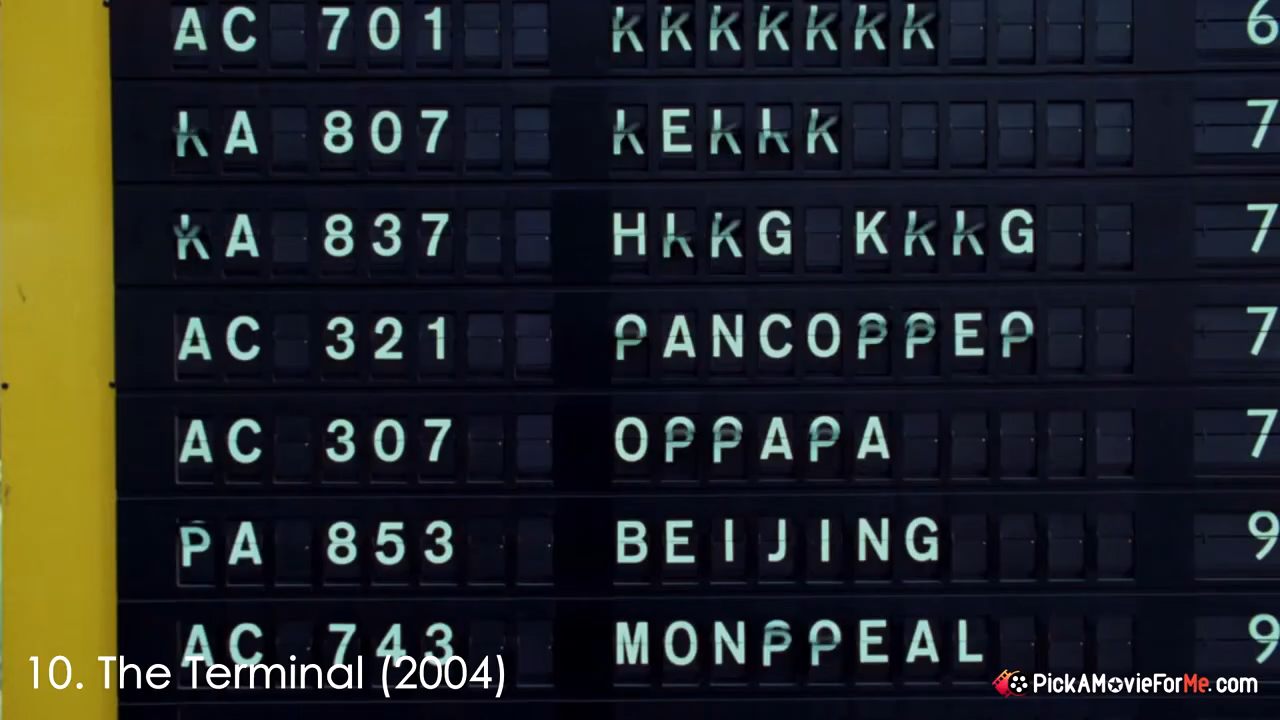 AC 701 KKKKKKK 6
KA 807 KEKKK 7
KA 837 HKKG KKKG 7
AC 321 PANCOPPEP 7
AC 307 OPPAPA 7
PA 853 BEIJING 9
AC 743 MONPPEAL 9
10. The Terminal (2004)
PickAMovieForMe.com